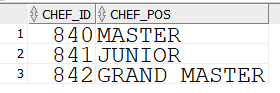 CHEF_ID CHEF_POS
1 840 MASTER
2 841 JUNIOR
3 842 GRAND MASTER